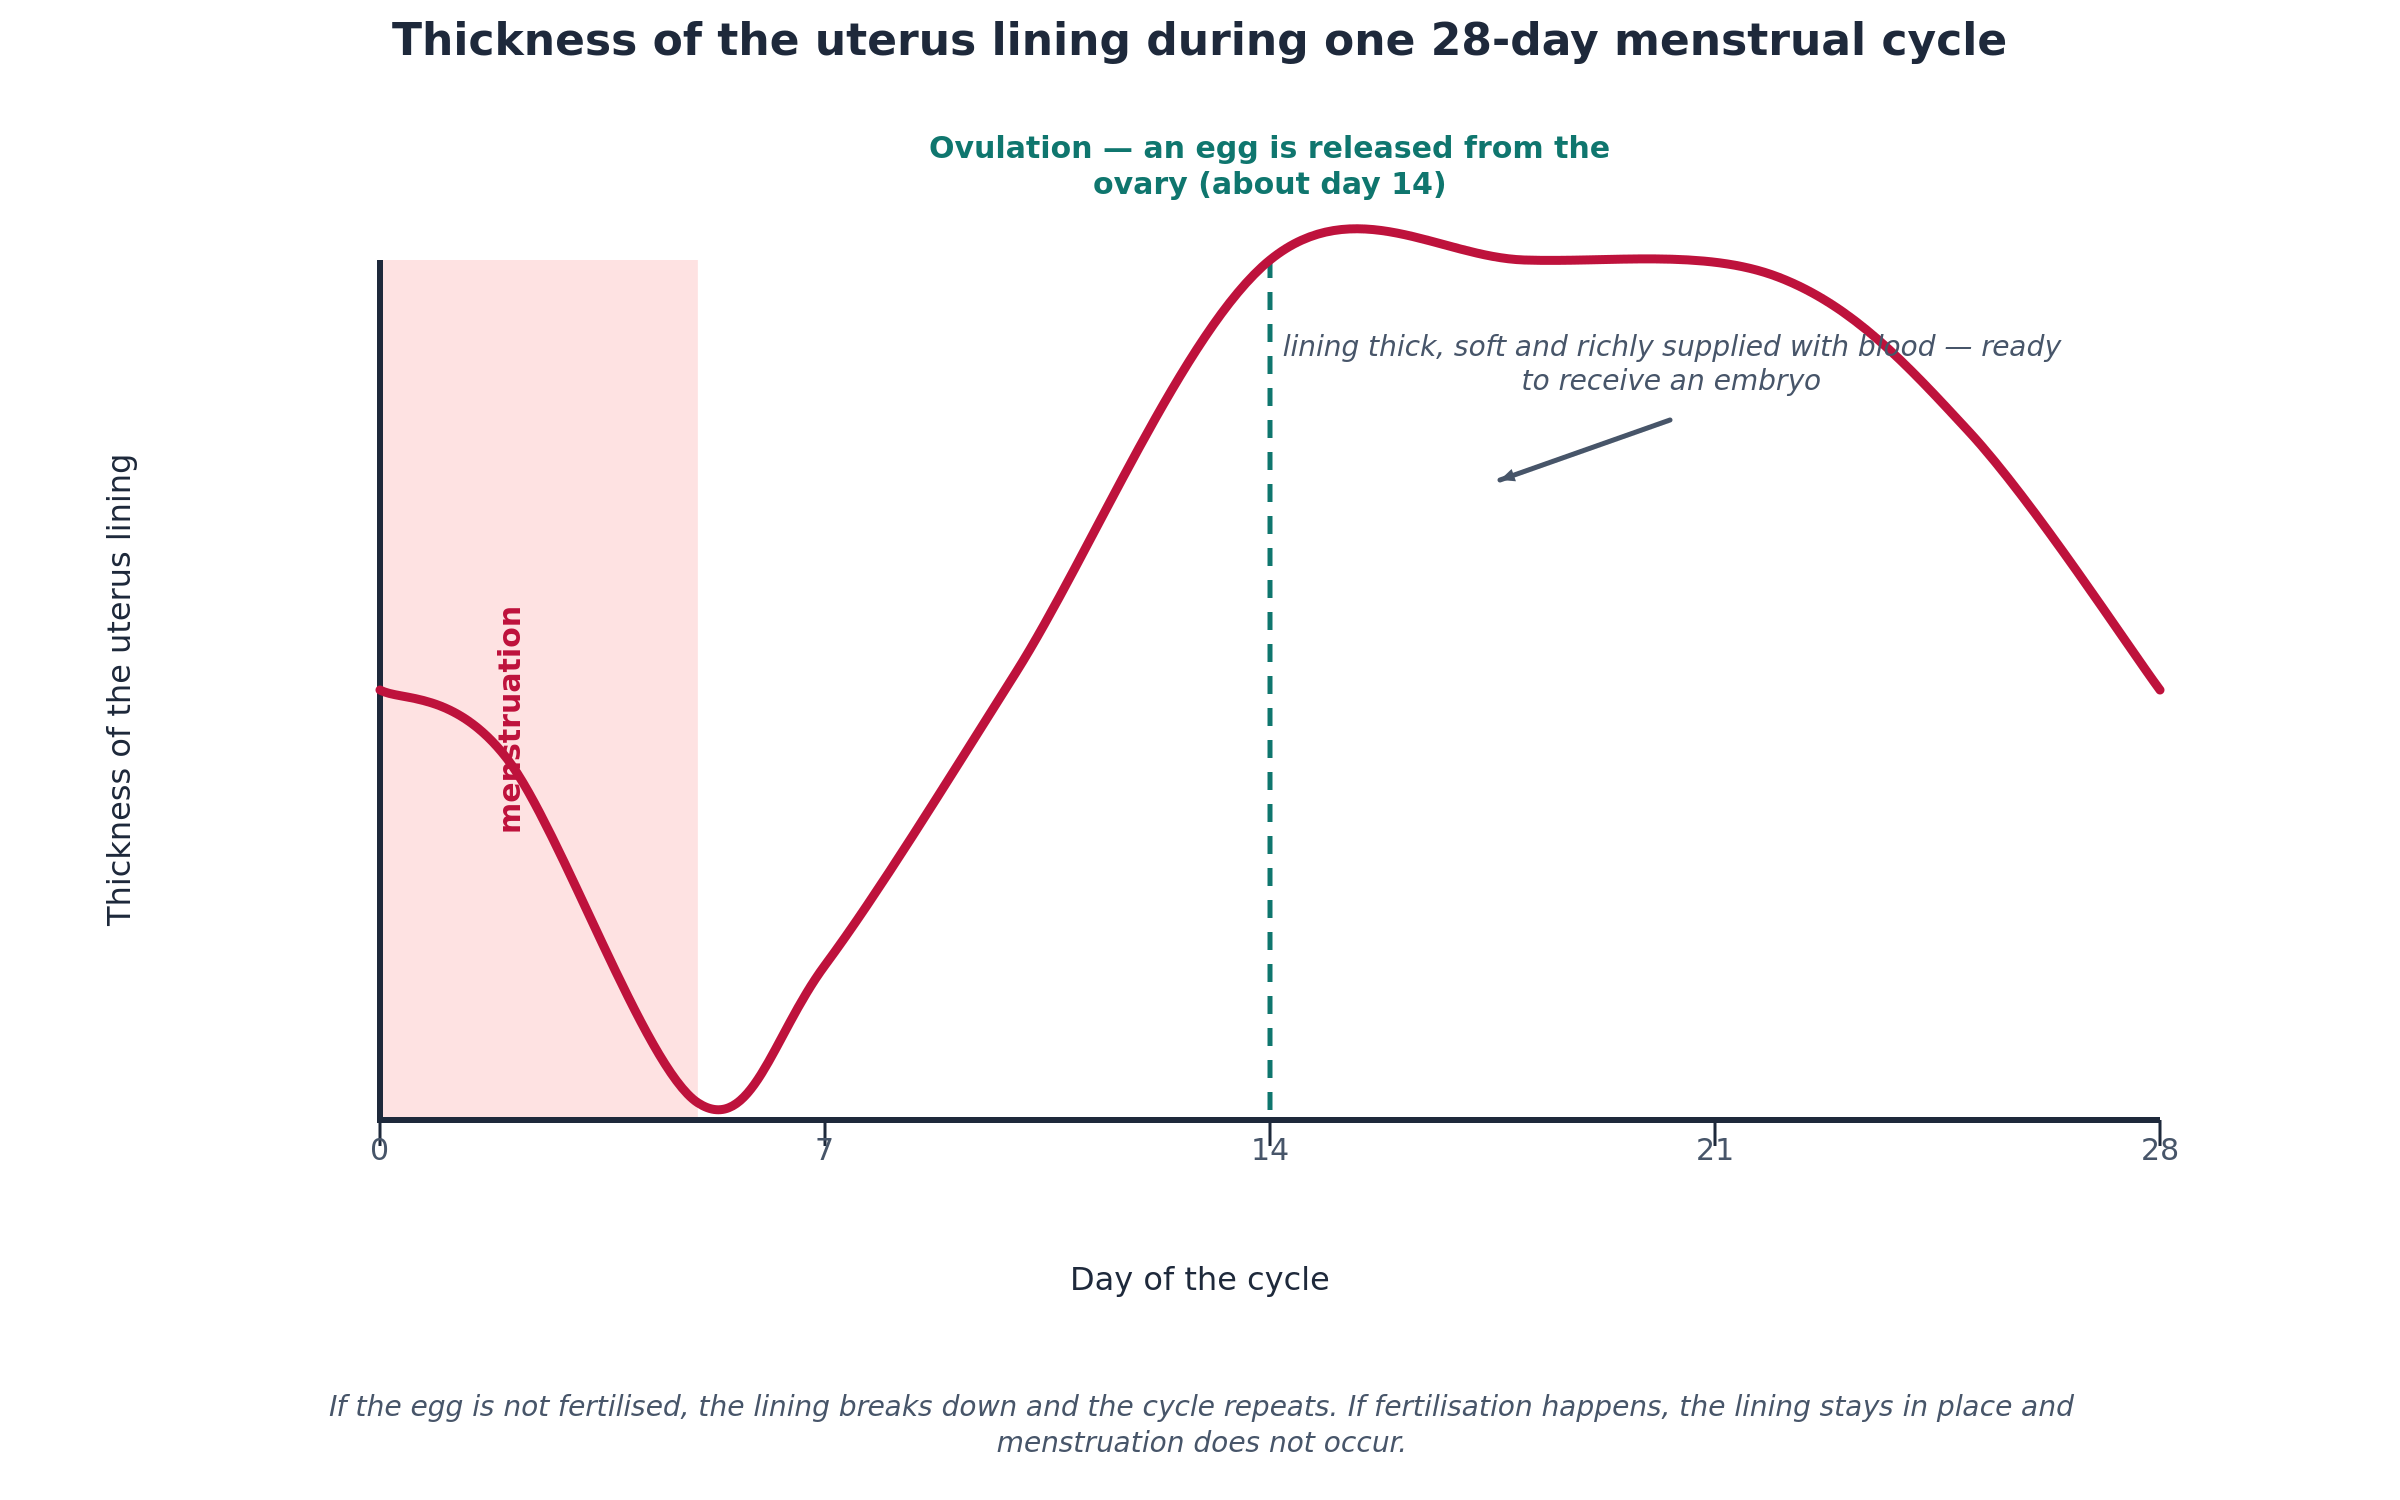 Thickness of the uterus lining during one 28-day menstrual cycle
Ovulation — an egg is released from the
ovary (about day 14)
lining thick, soft and richly supplied with blood — ready
to receive an embryo
Thickness of the uterus lining
menstruation
0 7 14 21 28
Day of the cycle
If the egg is not fertilised, the lining breaks down and the cycle repeats. If fertilisation happens, the lining stays in place and
menstruation does not occur.